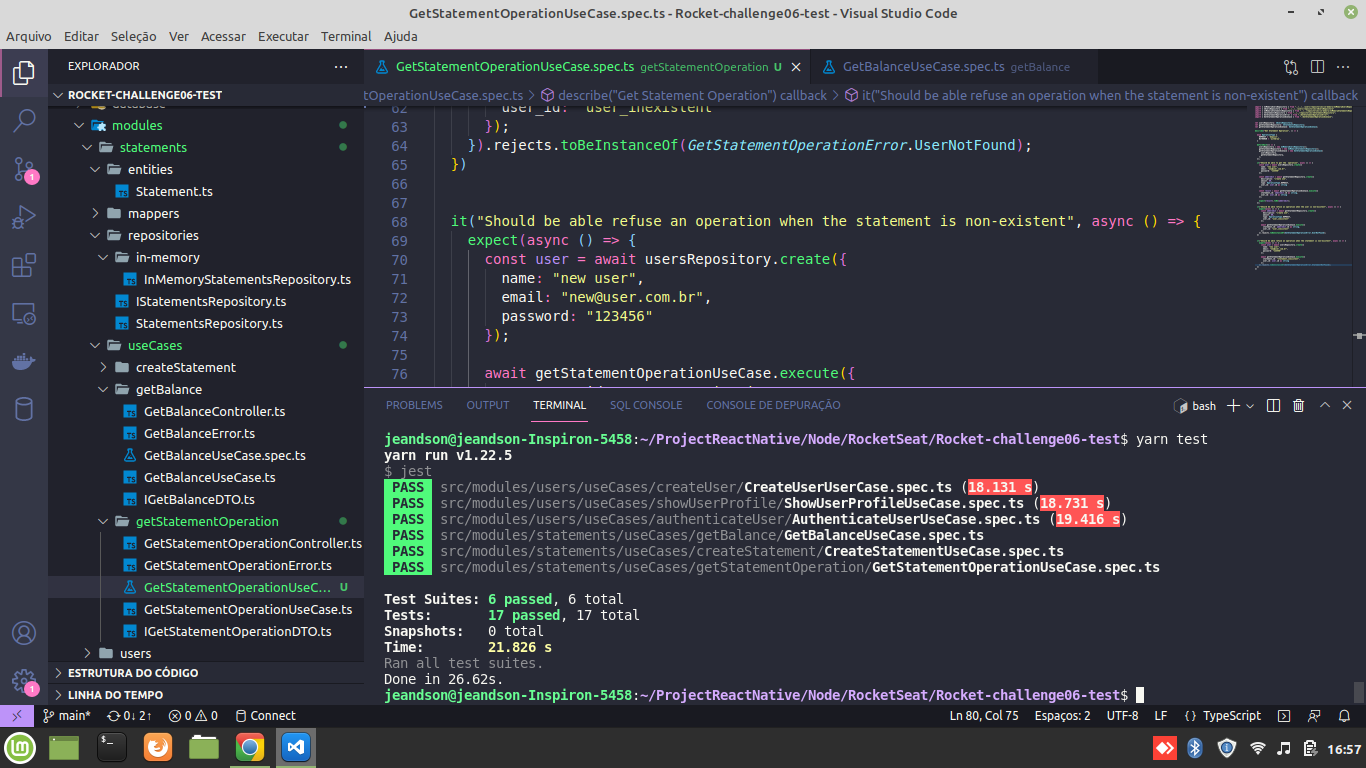 GetStatementOperationUseCase.spec.ts - Rocket-challenge06-test - Visual Studio Code
Arquivo Editar Seleção Ver Acessar Executar Terminal Ajuda
EXPLORADOR
ROCKET-CHALLENGE06-TEST
database
modules
statements
entities
Statement.ts
mappers
repositories
in-memory
InMemoryStatementsRepository.ts
IStatementsRepository.ts
StatementsRepository.ts
useCases
createStatement
getBalance
GetBalanceController.ts
GetBalanceError.ts
GetBalanceUseCase.spec.ts
GetBalanceUseCase.ts
IGetBalanceDTO.ts
getStatementOperation
GetStatementOperationController.ts
GetStatementOperationError.ts
GetStatementOperationUseC... U
GetStatementOperationUseCase.ts
IGetStatementOperationDTO.ts
users
ESTRUTURA DO CÓDIGO
LINHA DO TEMPO
1
1
GetStatementOperationUseCase.spec.ts getStatementOperation U
GetBalanceUseCase.spec.ts getBalance
tOperationUseCase.spec.ts > describe("Get Statement Operation") callback > it("Should be able refuse an operation when the statement is non-existent") callback
62 user_id: "user_inexistent"
63 });
64 }).rejects.toBeInstanceOf(GetStatementOperationError.UserNotFound);
65 })
66
67
68 it("Should be able refuse an operation when the statement is non-existent", async () => {
69 expect(async () => {
70 const user = await usersRepository.create({
71 name: "new user",
72 email: "new@user.com.br",
73 password: "123456"
74 });
75
76 await getStatementOperationUseCase.execute({
PROBLEMS OUTPUT TERMINAL SQL CONSOLE CONSOLE DE DEPURAÇÃO
bash
jeandson@jeandson-Inspiron-5458:~/ProjectReactNative/Node/RocketSeat/Rocket-challenge06-test$ yarn test
yarn run v1.22.5
$ jest
PASS src/modules/users/useCases/createUser/CreateUserUserCase.spec.ts (18.131 s)
PASS src/modules/users/useCases/showUserProfile/ShowUserProfileUseCase.spec.ts (18.731 s)
PASS src/modules/users/useCases/authenticateUser/AuthenticateUserUseCase.spec.ts (19.416 s)
PASS src/modules/statements/useCases/getBalance/GetBalanceUseCase.spec.ts
PASS src/modules/statements/useCases/createStatement/CreateStatementUseCase.spec.ts
PASS src/modules/statements/useCases/getStatementOperation/GetStatementOperationUseCase.spec.ts
Test Suites: 6 passed, 6 total
Tests: 17 passed, 17 total
Snapshots: 0 total
Time: 21.826 s
Ran all test suites.
Done in 26.62s.
jeandson@jeandson-Inspiron-5458:~/ProjectReactNative/Node/RocketSeat/Rocket-challenge06-test$
main* 0↓ 2↑ 0 0 Connect
Ln 80, Col 75 Espaços: 2 UTF-8 LF {} TypeScript
16:57